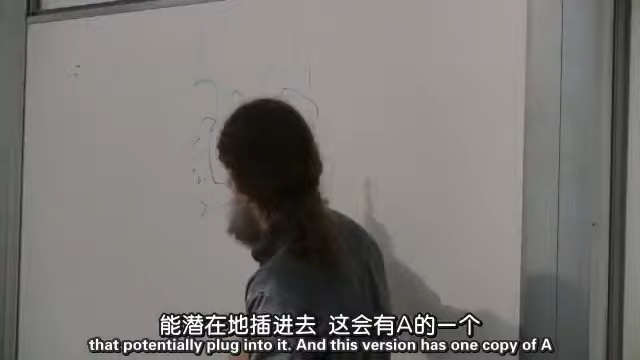 能潜在地插进去 这会有A的一个
that potentially plug into it. And this version has one copy of A